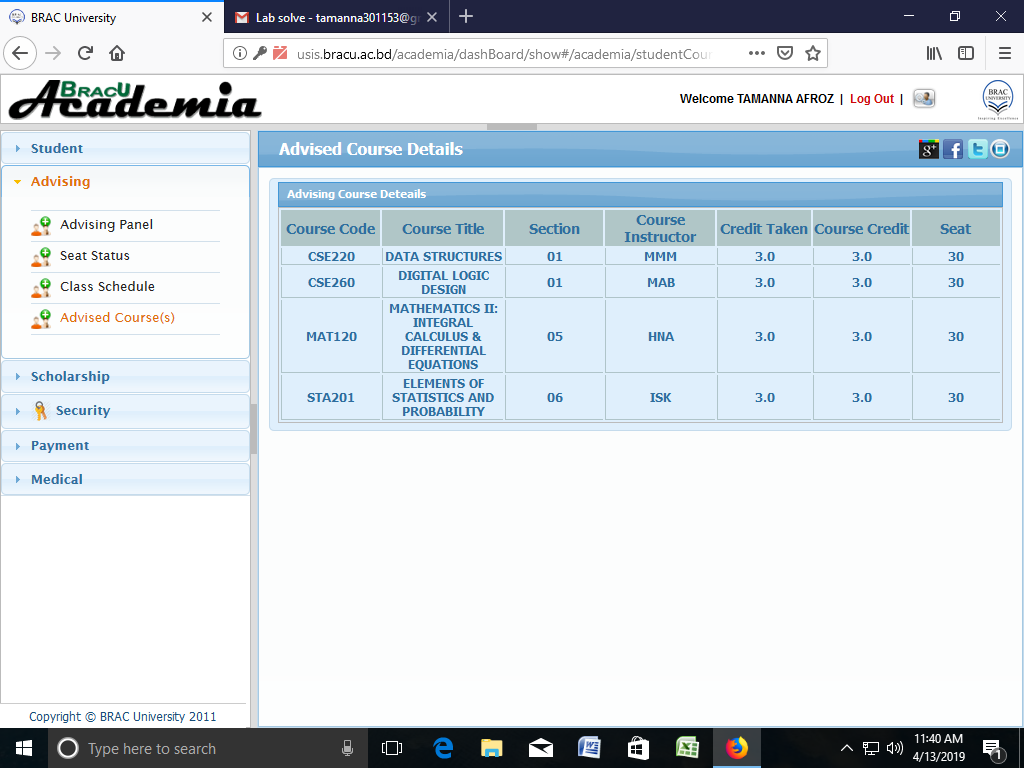 BRAC University
Lab solve - tamanna301153@g
usis.bracu.ac.bd/academia/dashBoard/show#/academia/studentCour
BRACU
Academia
Welcome TAMANNA AFROZ | Log Out |
BRAC
UNIVERSITY
Inspiring Excellence
Student
Advising
Advising Panel
Seat Status
Class Schedule
Advised Course(s)
Scholarship
Security
Payment
Medical
Copyright © BRAC University 2011
Advised Course Details
Advising Course Deteails
Course Code Course Title Section Course Instructor Credit Taken Course Credit Seat
CSE220 DATA STRUCTURES 01 MMM 3.0 3.0 30
CSE260 DIGITAL LOGIC DESIGN 01 MAB 3.0 3.0 30
MAT120 MATHEMATICS II: INTEGRAL CALCULUS & DIFFERENTIAL EQUATIONS 05 HNA 3.0 3.0 30
STA201 ELEMENTS OF STATISTICS AND PROBABILITY 06 ISK 3.0 3.0 30
Type here to search
11:40 AM
4/13/2019
1